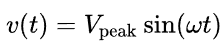 v(t) = V_peak sin(ωt)